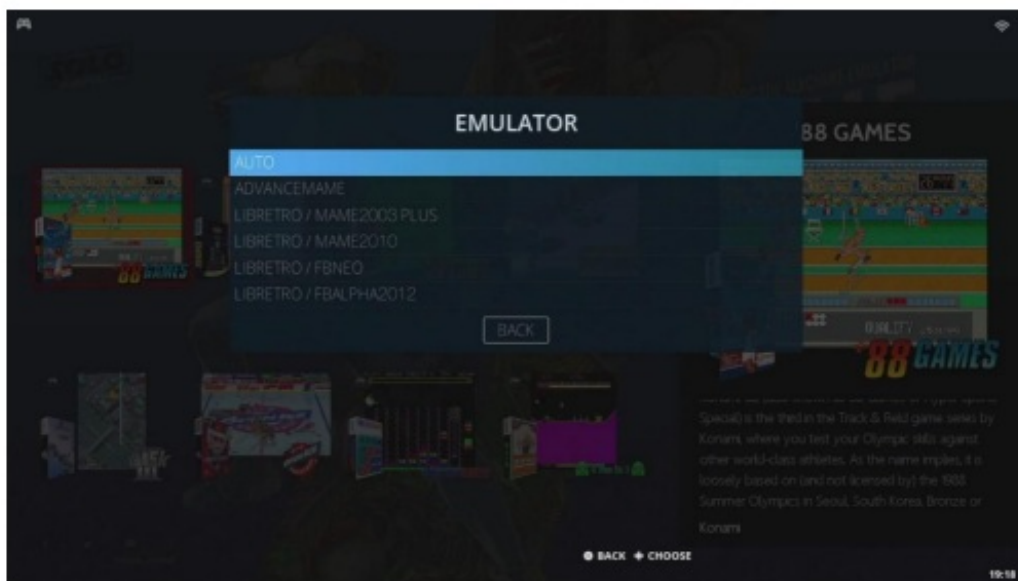 EMULATOR
AUTO
ADVANCEMAME
LIBRETRO / MAME2003 PLUS
LIBRETRO / MAME2010
LIBRETRO / FBNEO
LIBRETRO / FBALPHA2012
BACK
88 GAMES
88 GAMES
QUALIFY
'88 GAMES
Special) is the third in the Track & Field game series by
Konami, where you test your Olympic skills against
other world-class athletes. As the name implies, it is
loosely based on (and not licensed by) the 1988
Summer Olympics in Seoul, South Korea. Bronze or
Konami
BACK CHOOSE
19:18